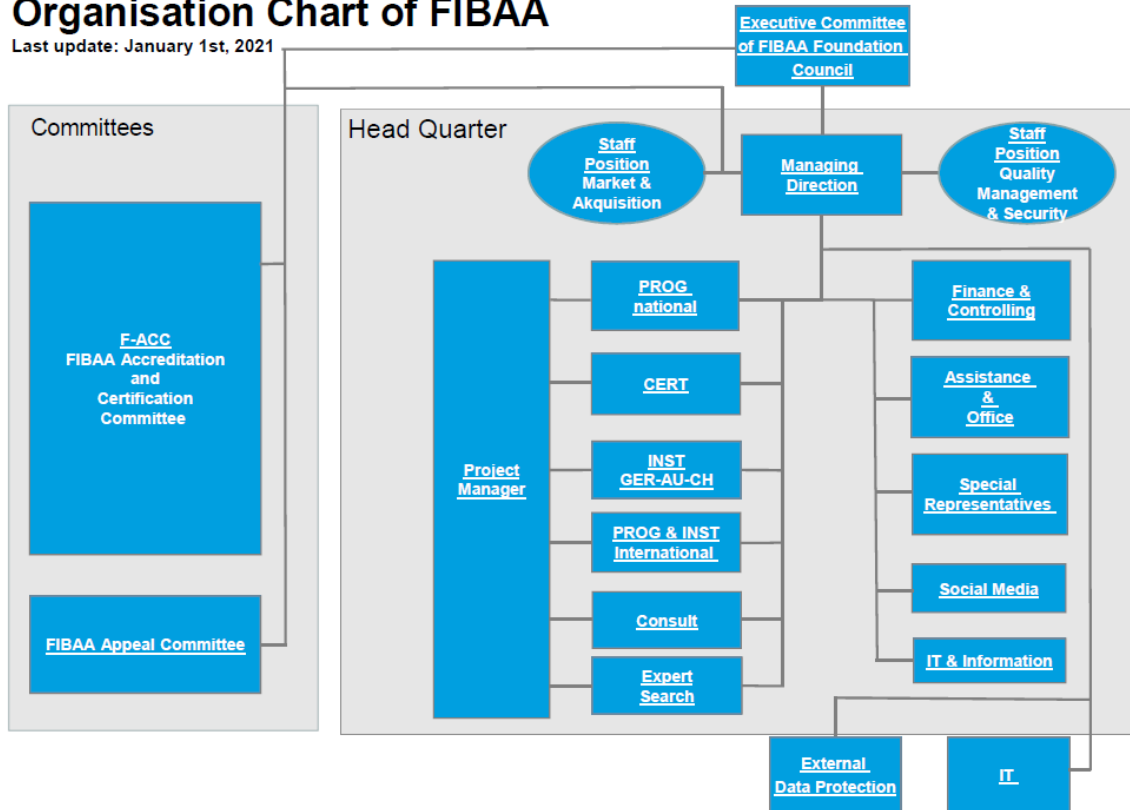 Organisation Chart of FIBAA
Last update: January 1st, 2021
Executive Committee
of FIBAA Foundation
Council
Committees
F-ACC
FIBAA Accreditation
and
Certification
Committee
FIBAA Appeal Committee
Head Quarter
Staff
Position
Market &
Akquisition
Managing
Direction
Staff
Position
Quality
Management
& Security
Project
Manager
PROG
national
CERT
INST
GER-AU-CH
PROG & INST
International
Consult
Expert
Search
Finance &
Controlling
Assistance
&
Office
Special
Representatives
Social Media
IT & Information
External
Data Protection
IT